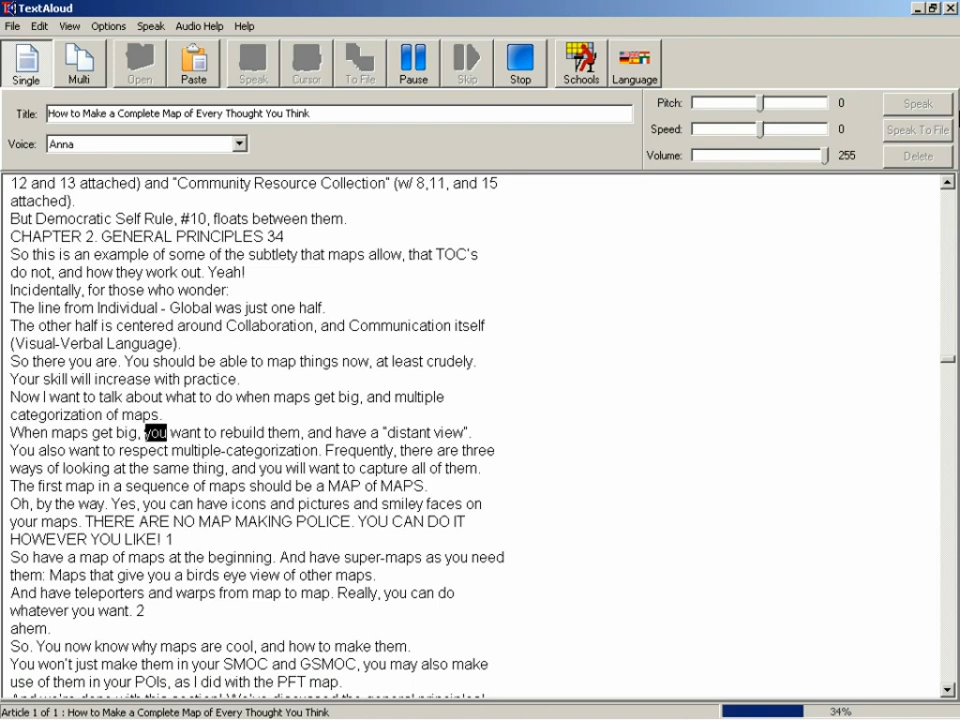 TextAloud
File Edit View Options Speak Audio Help Help
Single Multi Open Paste Speak Cursor To File Pause Skip Stop Schools Language
Title: How to Make a Complete Map of Every Thought You Think
Voice: Anna
Pitch: 0 Speak
Speed: 0 Speak To File
Volume: 255 Delete
12 and 13 attached) and "Community Resource Collection" (w/ 8,11, and 15
attached).
But Democratic Self Rule, #10, floats between them.
CHAPTER 2. GENERAL PRINCIPLES 34
So this is an example of some of the subtlety that maps allow, that TOC's
do not, and how they work out. Yeah!
Incidentally, for those who wonder:
The line from Individual - Global was just one half.
The other half is centered around Collaboration, and Communication itself
(Visual-Verbal Language).
So there you are. You should be able to map things now, at least crudely.
Your skill will increase with practice.
Now I want to talk about what to do when maps get big, and multiple
categorization of maps.
When maps get big, you want to rebuild them, and have a "distant view".
You also want to respect multiple-categorization. Frequently, there are three
ways of looking at the same thing, and you will want to capture all of them.
The first map in a sequence of maps should be a MAP of MAPS.
Oh, by the way. Yes, you can have icons and pictures and smiley faces on
your maps. THERE ARE NO MAP MAKING POLICE. YOU CAN DO IT
HOWEVER YOU LIKE! 1
So have a map of maps at the beginning. And have super-maps as you need
them: Maps that give you a birds eye view of other maps.
And have teleporters and warps from map to map. Really, you can do
whatever you want. 2
ahem.
So. You now know why maps are cool, and how to make them.
You won't just make them in your SMOC and GSMOC, you may also make
use of them in your POIs, as I did with the PFT map.
And we're done with this section! We've discussed the general principles!
Article 1 of 1 : How to Make a Complete Map of Every Thought You Think 34%